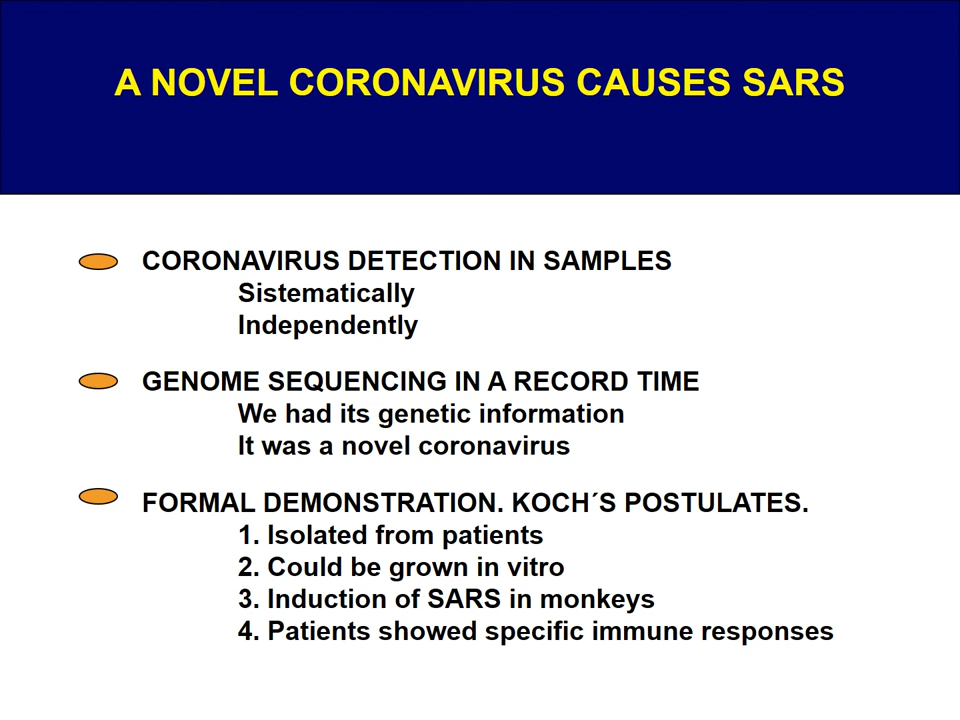 A NOVEL CORONAVIRUS CAUSES SARS
CORONAVIRUS DETECTION IN SAMPLES
Sistematically
Independently
GENOME SEQUENCING IN A RECORD TIME
We had its genetic information
It was a novel coronavirus
FORMAL DEMONSTRATION. KOCH´S POSTULATES.
1. Isolated from patients
2. Could be grown in vitro
3. Induction of SARS in monkeys
4. Patients showed specific immune responses